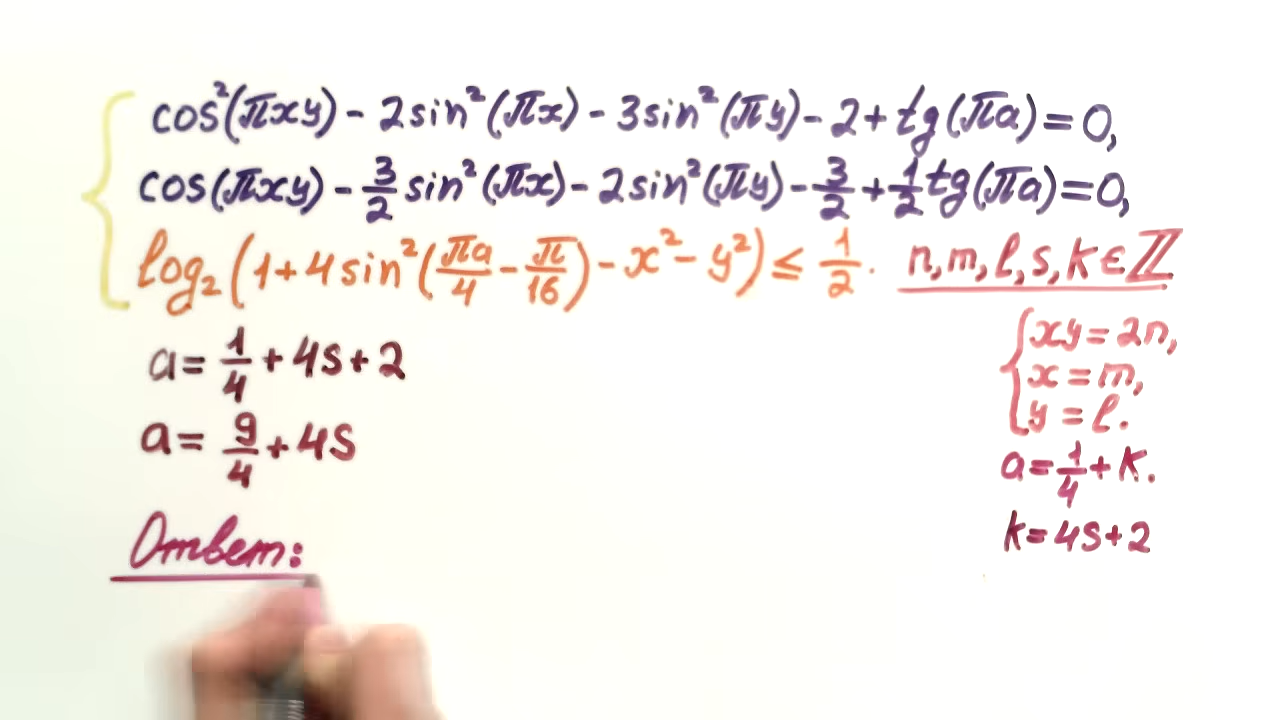 cos²(πxy) - 2sin²(πx) - 3sin²(πy) - 2 + tg(πa) = 0,
cos(πxy) - 3/2 sin²(πx) - 2sin²(πy) - 3/2 + 1/2 tg(πa) = 0,
log₂(1 + 4sin²(πa/4 - π/16) - x² - y²) ≤ 1/2.
n, m, l, s, k ∈ ℤ
a = 1/4 + 4s + 2
a = 9/4 + 4s
Ответ:
xy = 2n,
x = m,
y = l.
a = 1/4 + k.
k = 4s + 2